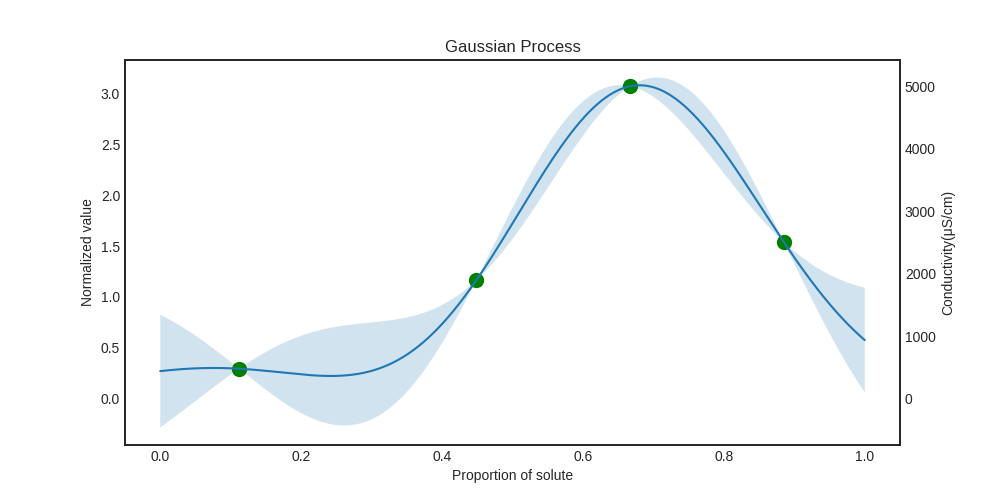 Gaussian Process
Normalized value
3.0
2.5
2.0
1.5
1.0
0.5
0.0
5000
4000
3000
2000
1000
0
Conductivity(μS/cm)
0.0 0.2 0.4 0.6 0.8 1.0
Proportion of solute